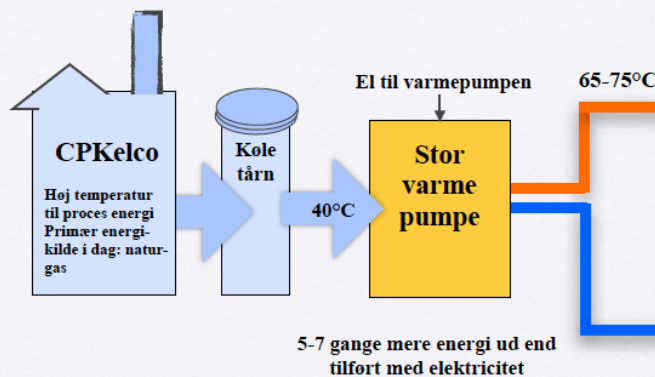 CPKelco
Høj temperatur
til proces energi
Primær energi-
kilde i dag: natur-
gas
Køle
tårn
40°C
El til varmepumpen
Stor
varme
pumpe
65-75°C
5-7 gange mere energi ud end
tilført med elektricitet